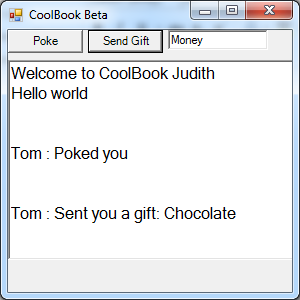 CoolBook Beta
Poke Send Gift Money
Welcome to CoolBook Judith
Hello world
Tom : Poked you
Tom : Sent you a gift: Chocolate